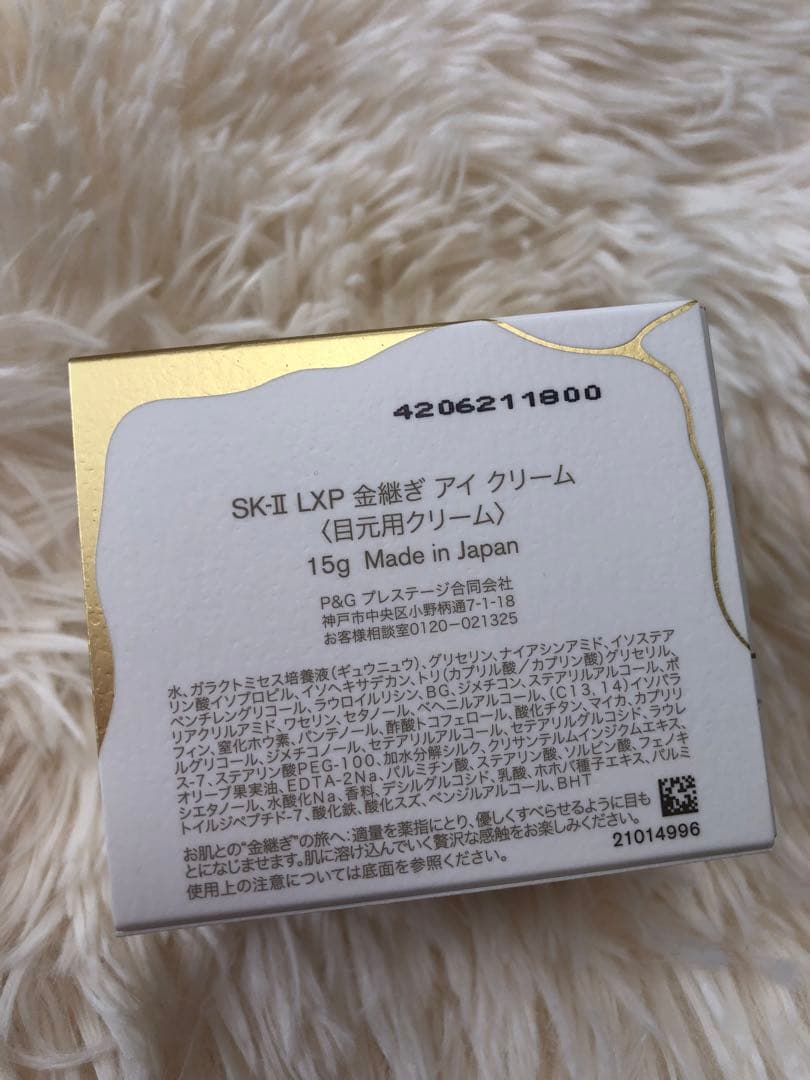 4206211800
SK-II LXP 金継ぎ アイ クリーム
〈目元用クリーム〉
15g Made in Japan
P&G プレステージ合同会社
神戸市中央区小野柄通7-1-18
お客様相談室0120-021325
水、ガラクトミセス培養液(ギュウニュウ)、グリセリン、ナイアシンアミド、イソステア
リン酸イソプロピル、イソヘキサデカン、トリ(カプリル酸/カプリン酸)グリセリル、
ペンチレングリコール、ラウロイルリシン、BG、ジメチコン、ステアリルアルコール、ポ
リアクリルアミド、ワセリン、セタノール、ベヘニルアルコール、(C13,14)イソパラ
フィン、窒化ホウ素、パンテノール、酢酸トコフェロール、酸化チタン、マイカ、カプリリ
ルグリコール、ジメチコノール、セテアリルアルコール、セテアリルグルコシド、ラウレ
ス-7、ステアリン酸PEG-100、加水分解シルク、クリサンテルムインジクムエキス、
オリーブ果実油、EDTA-2Na、パルミチン酸、ステアリン酸、ソルビン酸、フェノキ
シエタノール、水酸化Na、香料、デシルグルコシド、乳酸、ホホバ種子エキス、パルミ
トイルジペプチド-7、酸化鉄、酸化スズ、ベンジルアルコール、BHT
お肌との“金継ぎ”の旅へ:適量を薬指にとり、優しくすべらせるように目も
とになじませます。肌に溶け込んでいく贅沢な感触をお楽しみください。
使用上の注意については底面を参照ください。
21014996